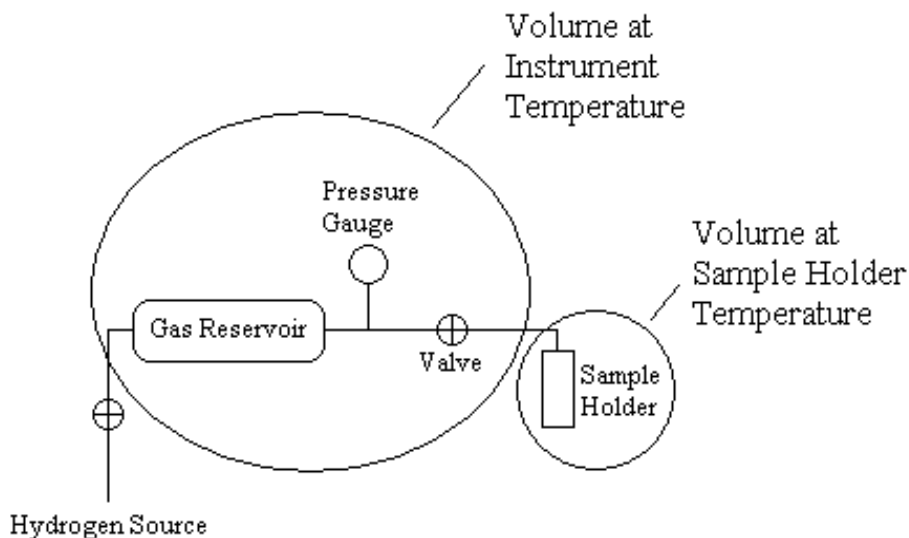 Volume at
Instrument
Temperature
Pressure
Gauge
Volume at
Sample Holder
Temperature
Gas Reservoir
Valve
Sample
Holder
Hydrogen Source